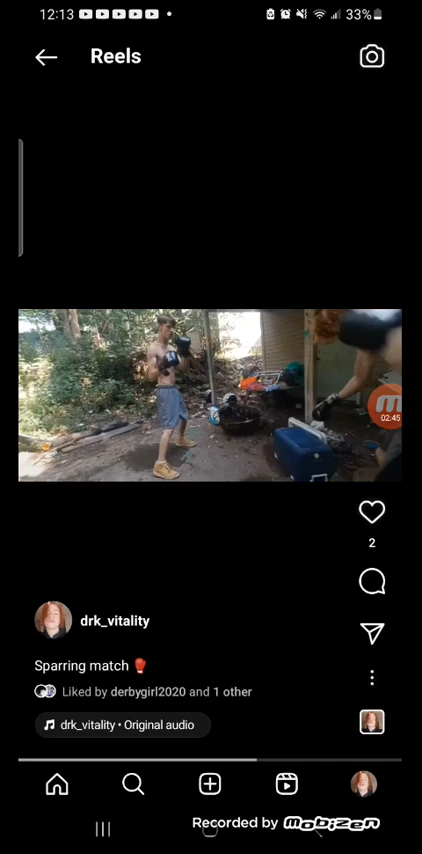 12:13
33%
Reels
02:45
2
drk_vitality
Sparring match 🥊
Liked by derbygirl2020 and 1 other
drk_vitality • Original audio
Recorded by mobizen